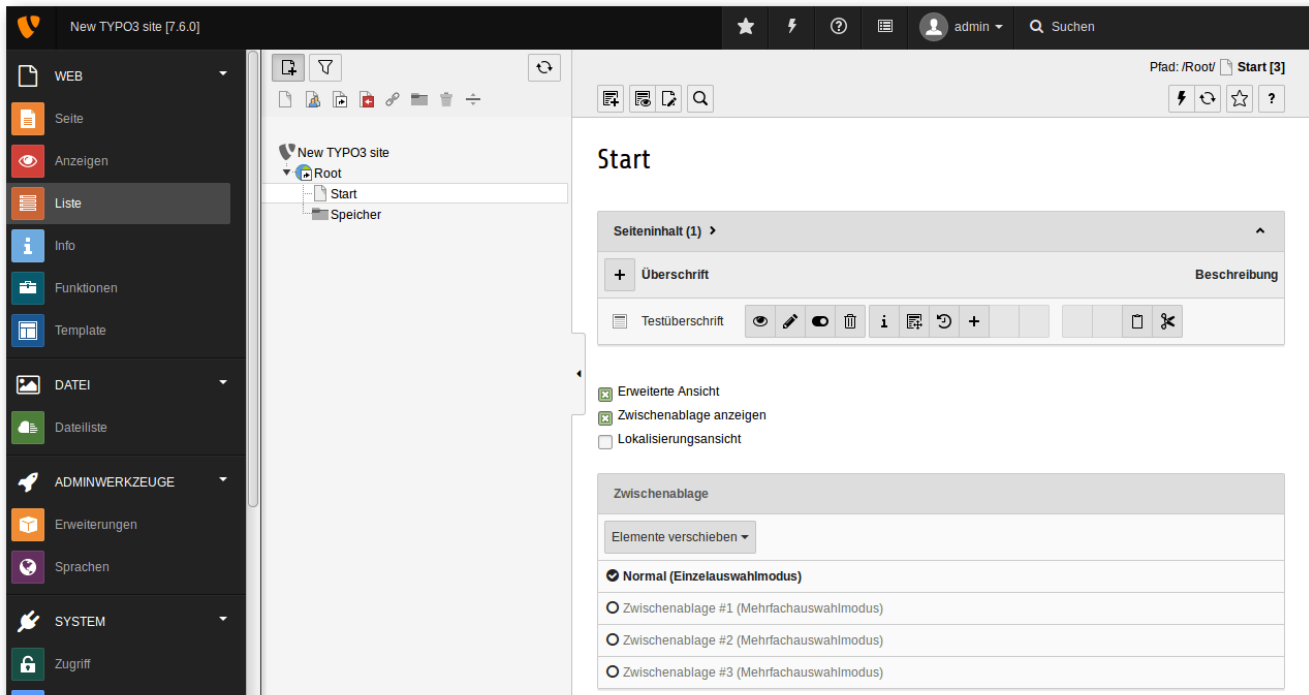 New TYPO3 site [7.6.0]
admin
Suchen
WEB
Seite
Anzeigen
Liste
Info
Funktionen
Template
DATEI
Dateiliste
ADMINWERKZEUGE
Erweiterungen
Sprachen
SYSTEM
Zugriff
New TYPO3 site
Root
Start
Speicher
Pfad: /Root/ Start [3]
Start
Seiteninhalt (1)
Überschrift Beschreibung
Testüberschrift
Erweiterte Ansicht
Zwischenablage anzeigen
Lokalisierungsansicht
Zwischenablage
Elemente verschieben
Normal (Einzelauswahlmodus)
Zwischenablage #1 (Mehrfachauswahlmodus)
Zwischenablage #2 (Mehrfachauswahlmodus)
Zwischenablage #3 (Mehrfachauswahlmodus)